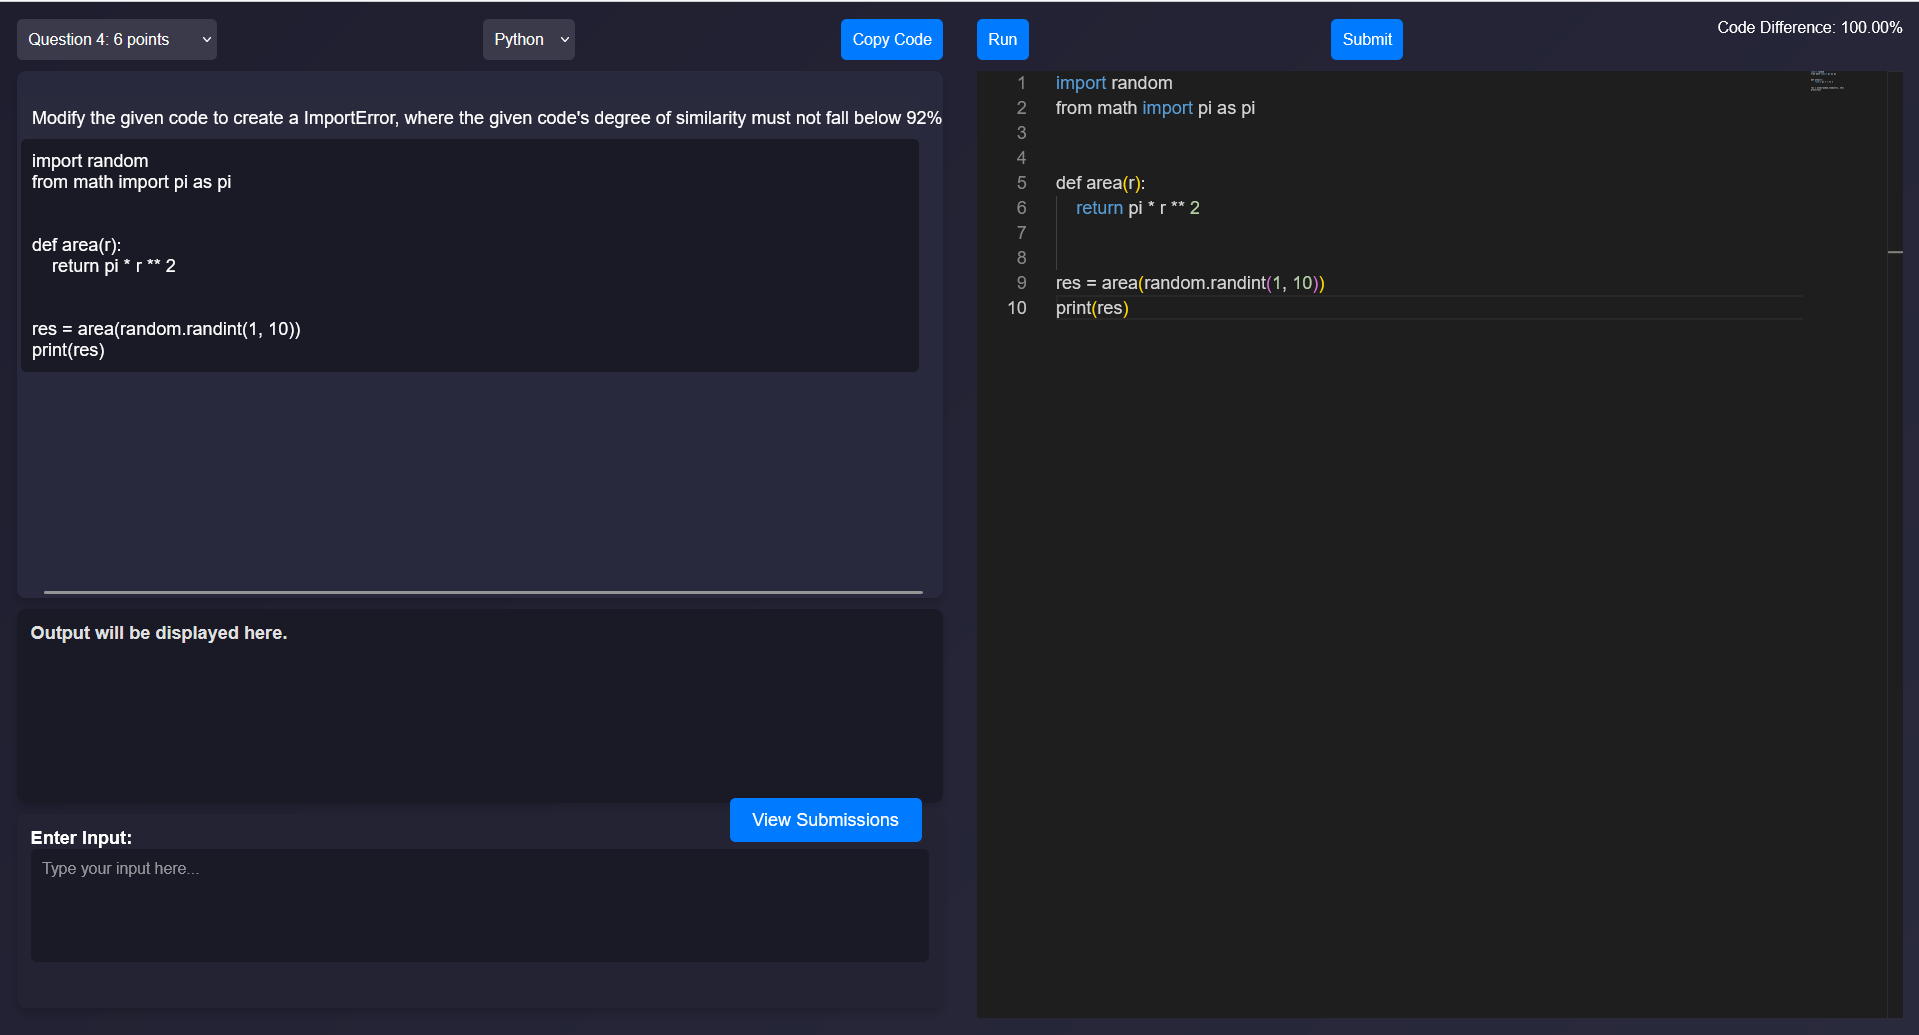 Question 4: 6 points
Python
Copy Code
Run
Submit
Code Difference: 100.00%
Modify the given code to create a ImportError, where the given code's degree of similarity must not fall below 92%
import random
from math import pi as pi
def area(r):
    return pi * r ** 2
res = area(random.randint(1, 10))
print(res)
Output will be displayed here.
View Submissions
Enter Input:
Type your input here...
1 import random
2 from math import pi as pi
3
4
5 def area(r):
6     return pi * r ** 2
7
8
9 res = area(random.randint(1, 10))
10 print(res)